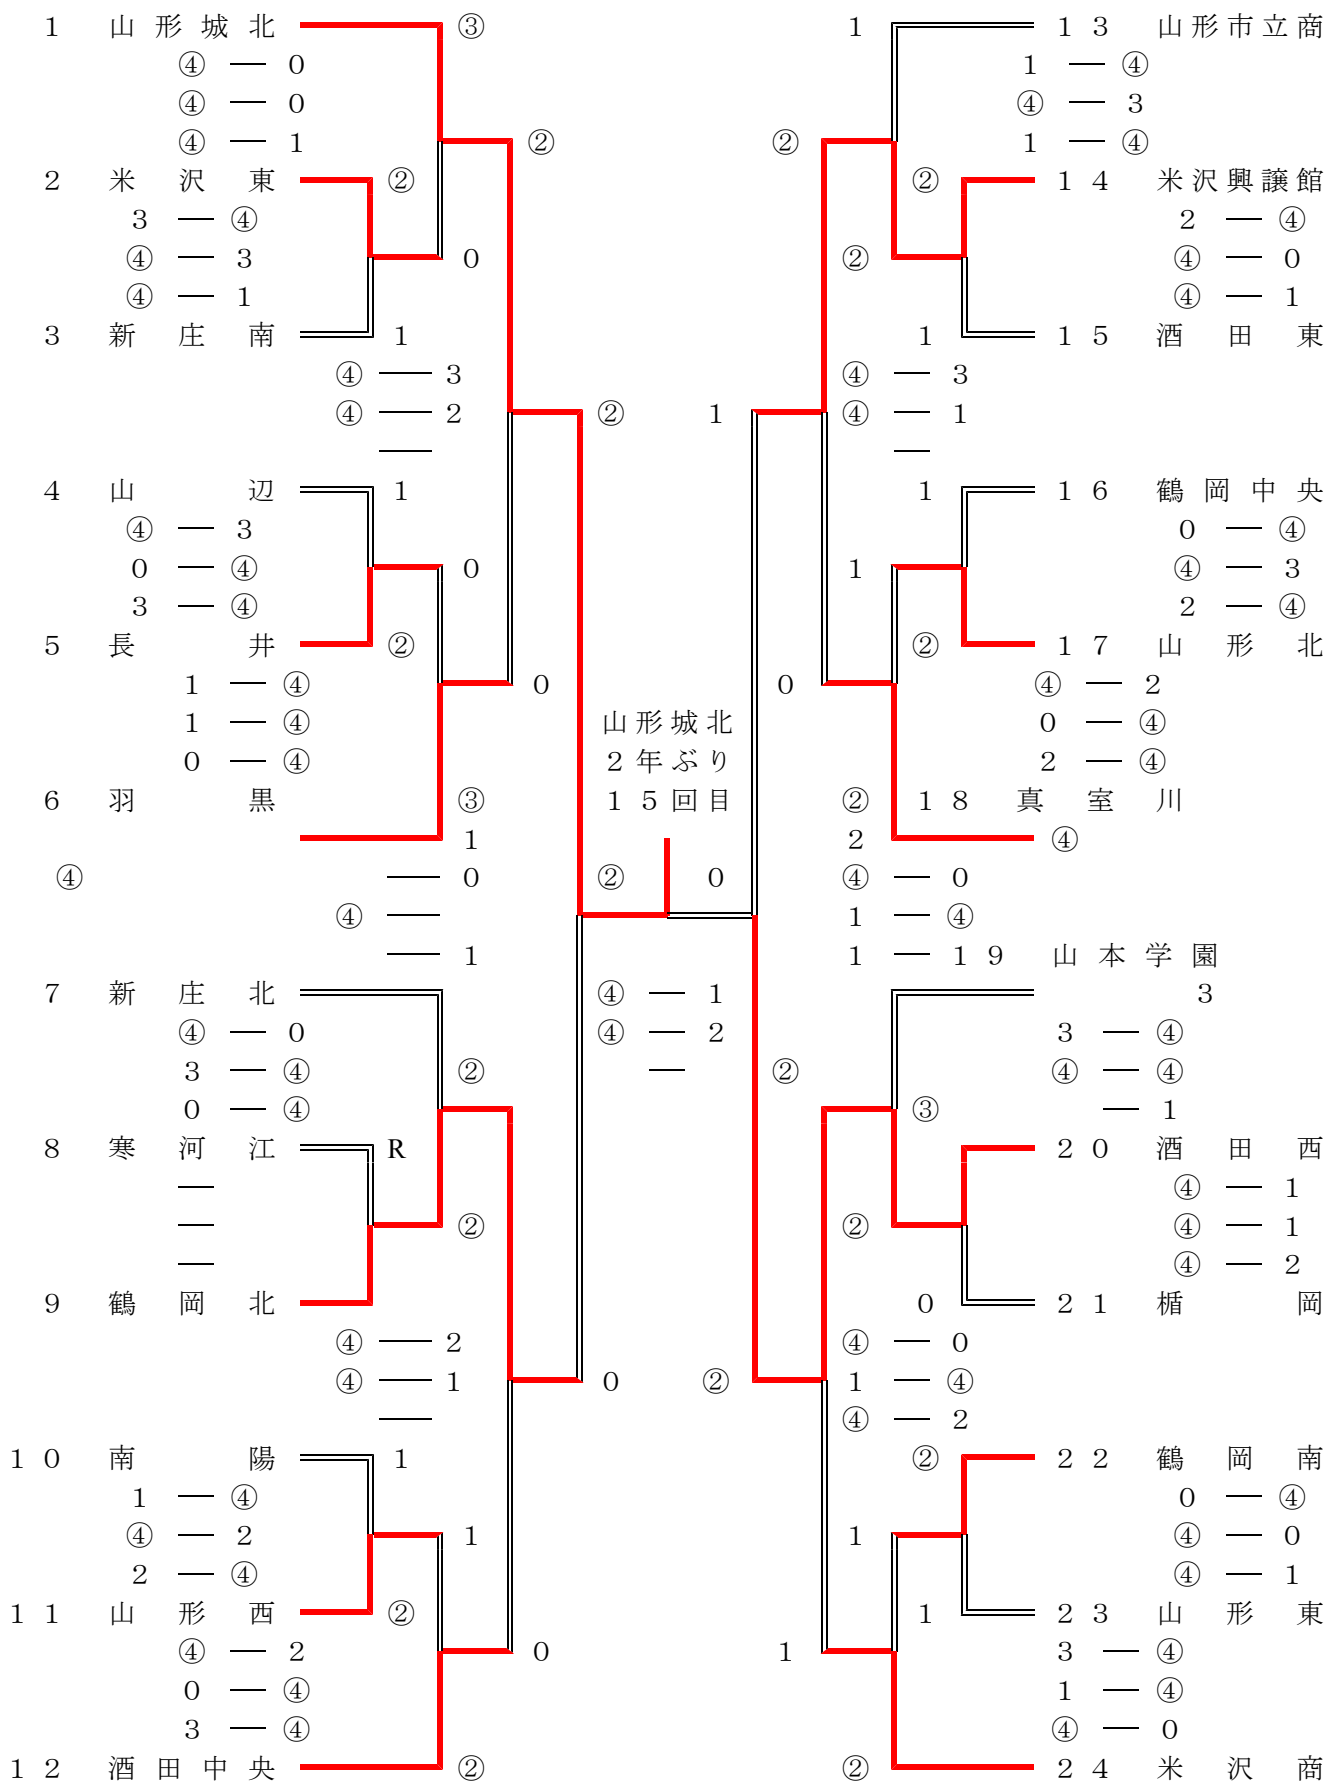 1 山形城北 ③
④ — 0
④ — 0
④ — 1
②
2 米沢東 ②
3 — ④
④ — 3
0
④ — 1
3 新庄南 1
④ — 3
④ — 2
②
—
4 山辺 1
④ — 3
0 — ④
0
3 — ④
5 長井 ②
1 — ④
0
1 — ④
0 — ④
6 羽黒 ③
1
④
— 0
④ —
— 1
7 新庄北
④ — 0
3 — ④
②
0 — ④
8 寒河江 R
—
—
②
—
9 鶴岡北
④ — 2
④ — 1
0
—
10 南陽 1
1 — ④
④ — 2
1
2 — ④
11 山形西 ②
④ — 2
0
0 — ④
3 — ④
12 酒田中央 ②
山形城北
2年ぶり
15回目
② 0
④ — 1
④ — 2
—
1 13 山形市立商
1 — ④
④ — 3
1 — ④
②
② 14 米沢興譲館
2 — ④
④ — 0
②
④ — 1
1 15 酒田東
④ — 3
④ — 1
1
—
1 16 鶴岡中央
0 — ④
④ — 3
1
2 — ④
② 17 山形北
④ — 2
0
0 — ④
2 — ④
② 18 真室川
2 ④
④ — 0
1 — ④
1 — 19 山本学園
3
3 — ④
④ — ④
②
— 1
③
20 酒田西
④ — 1
④ — 1
②
④ — 2
0 21 楯岡
④ — 0
1 — ④
②
④ — 2
② 22 鶴岡南
0 — ④
④ — 0
1
④ — 1
1 23 山形東
3 — ④
1
1 — ④
④ — 0
② 24 米沢商